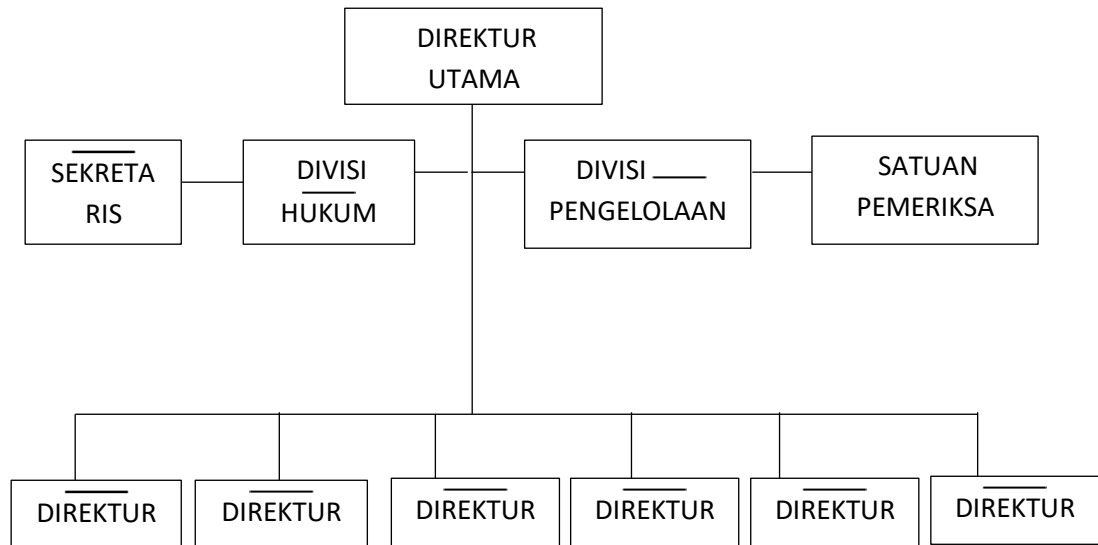 DIREKTUR
UTAMA
SEKRETA
RIS
DIVISI
HUKUM
DIVISI
PENGELOLAAN
SATUAN
PEMERIKSA
DIREKTUR
DIREKTUR
DIREKTUR
DIREKTUR
DIREKTUR
DIREKTUR